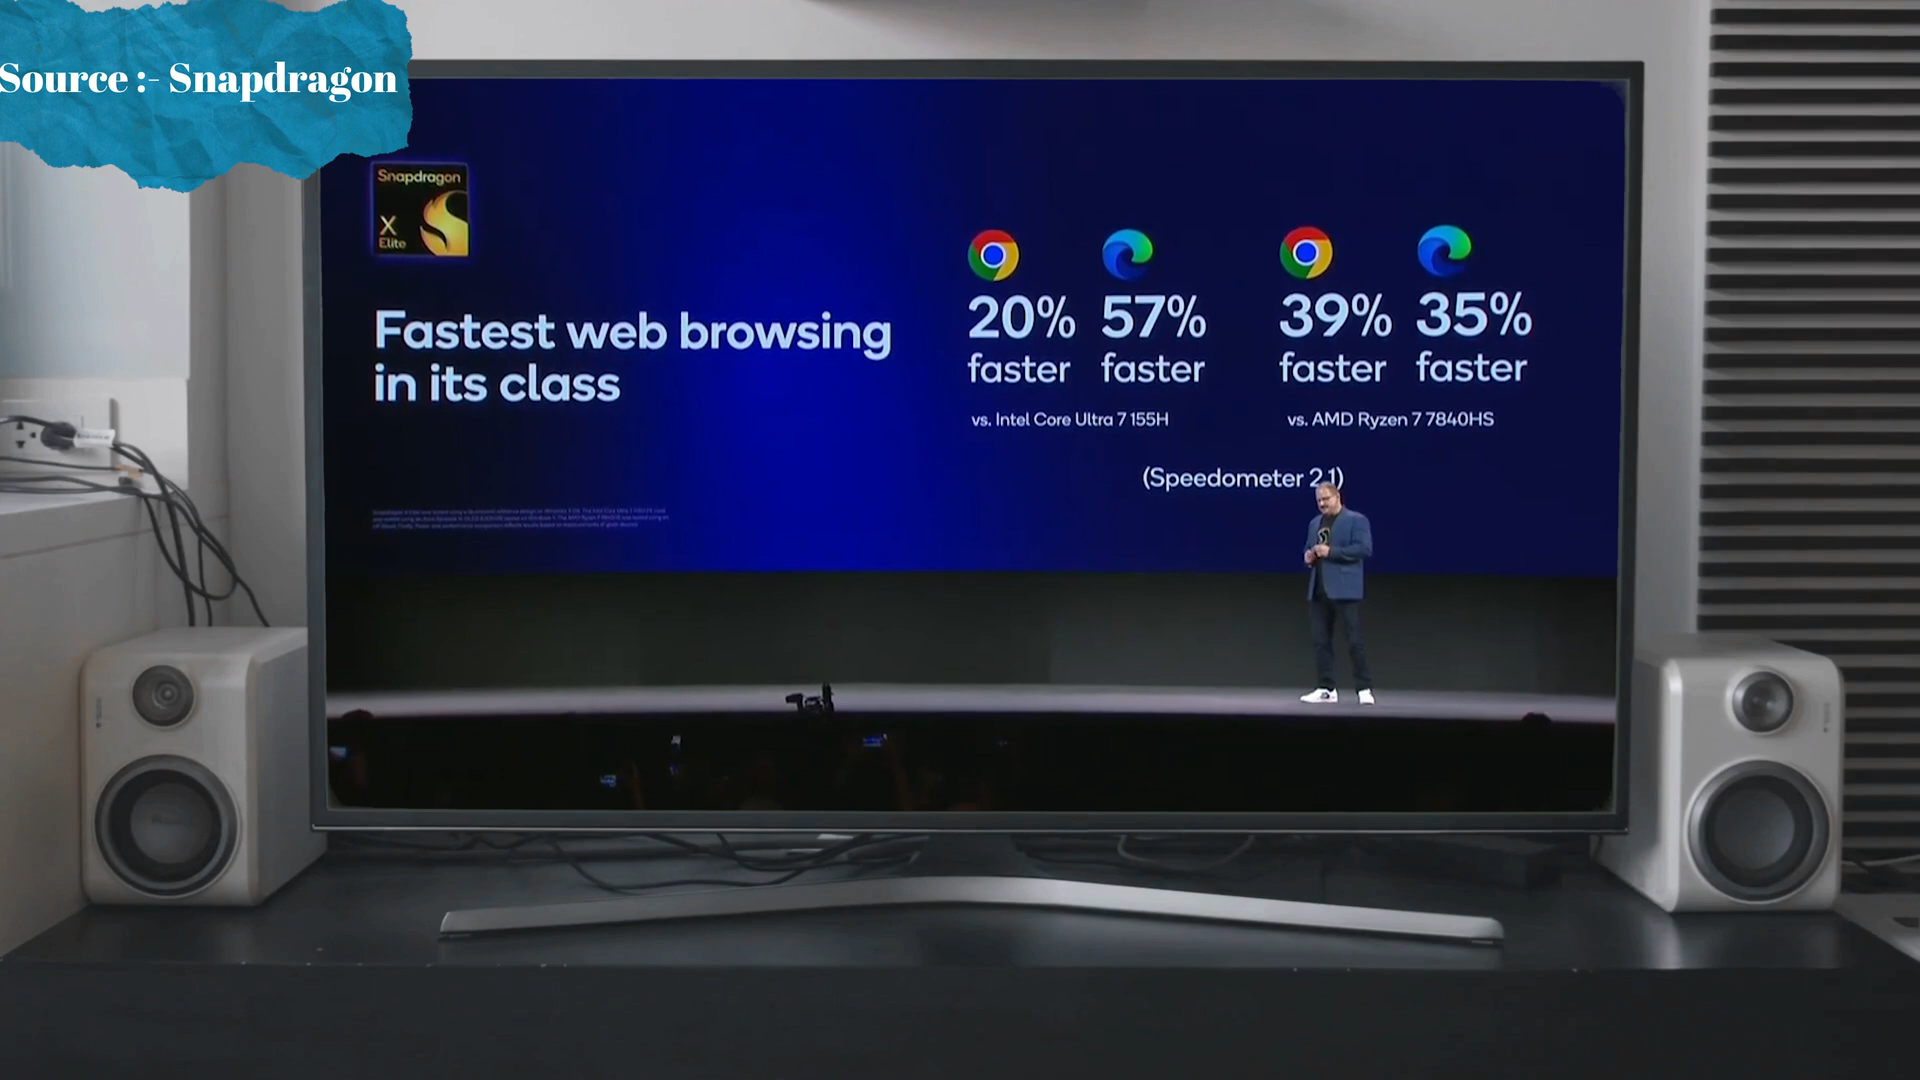 Source :- Snapdragon
Snapdragon
X
Elite
Fastest web browsing
in its class
20% 57% 39% 35%
faster faster faster faster
vs. Intel Core Ultra 7 155H vs. AMD Ryzen 7 7840HS
(Speedometer 2.1)